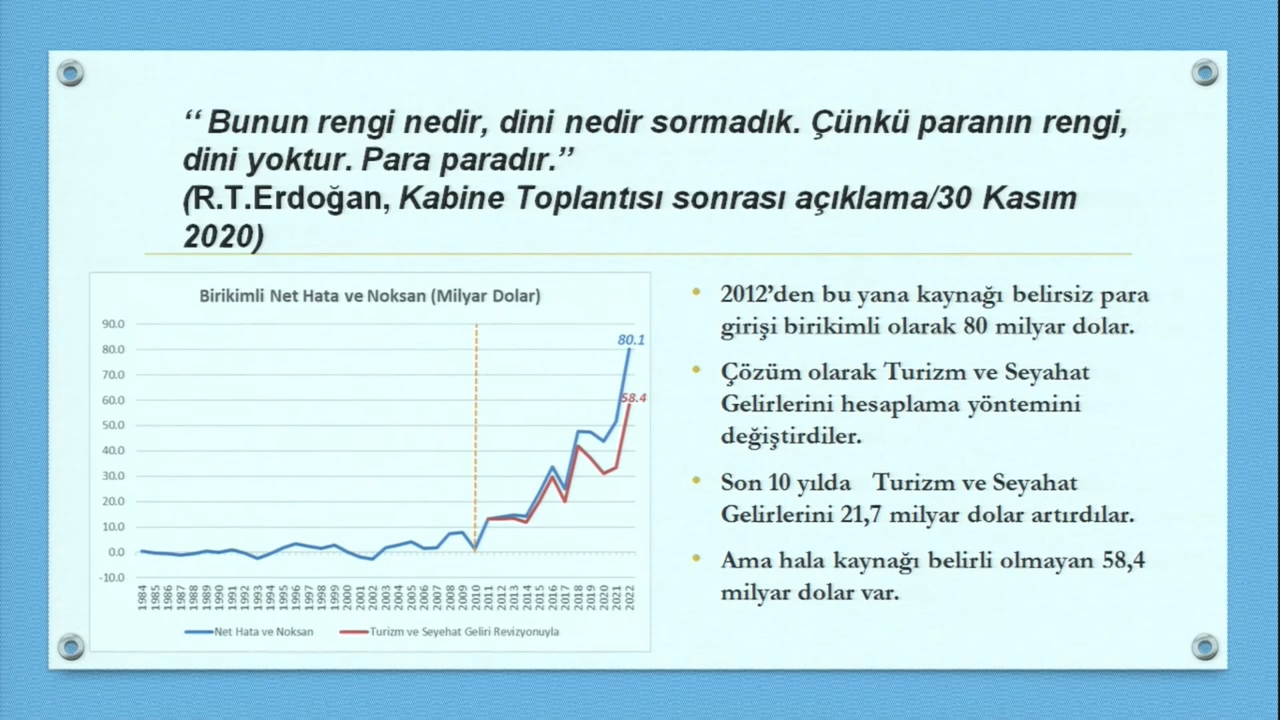 ‘‘ Bunun rengi nedir, dini nedir sormadık. Çünkü paranın rengi,
dini yoktur. Para paradır.’’
(R.T.Erdoğan, Kabine Toplantısı sonrası açıklama/30 Kasım
2020)
Birikimli Net Hata ve Noksan (Milyar Dolar)
90.0
80.0
70.0
60.0
50.0
40.0
30.0
20.0
10.0
0.0
-10.0
80.1
58.4
1984 1985 1986 1987 1988 1989 1990 1991 1992 1993 1994 1995 1996 1997 1998 1999 2000 2001 2002 2003 2004 2005 2006 2007 2008 2009 2010 2011 2012 2013 2014 2015 2016 2017 2018 2019 2020 2021 2022
Net Hata ve Noksan Turizm ve Seyehat Geliri Revizyonuyla
• 2012’den bu yana kaynağı belirsiz para
girişi birikimli olarak 80 milyar dolar.
• Çözüm olarak Turizm ve Seyahat
Gelirlerini hesaplama yöntemini
değiştirdiler.
• Son 10 yılda Turizm ve Seyahat
Gelirlerini 21,7 milyar dolar artırdılar.
• Ama hala kaynağı belirli olmayan 58,4
milyar dolar var.